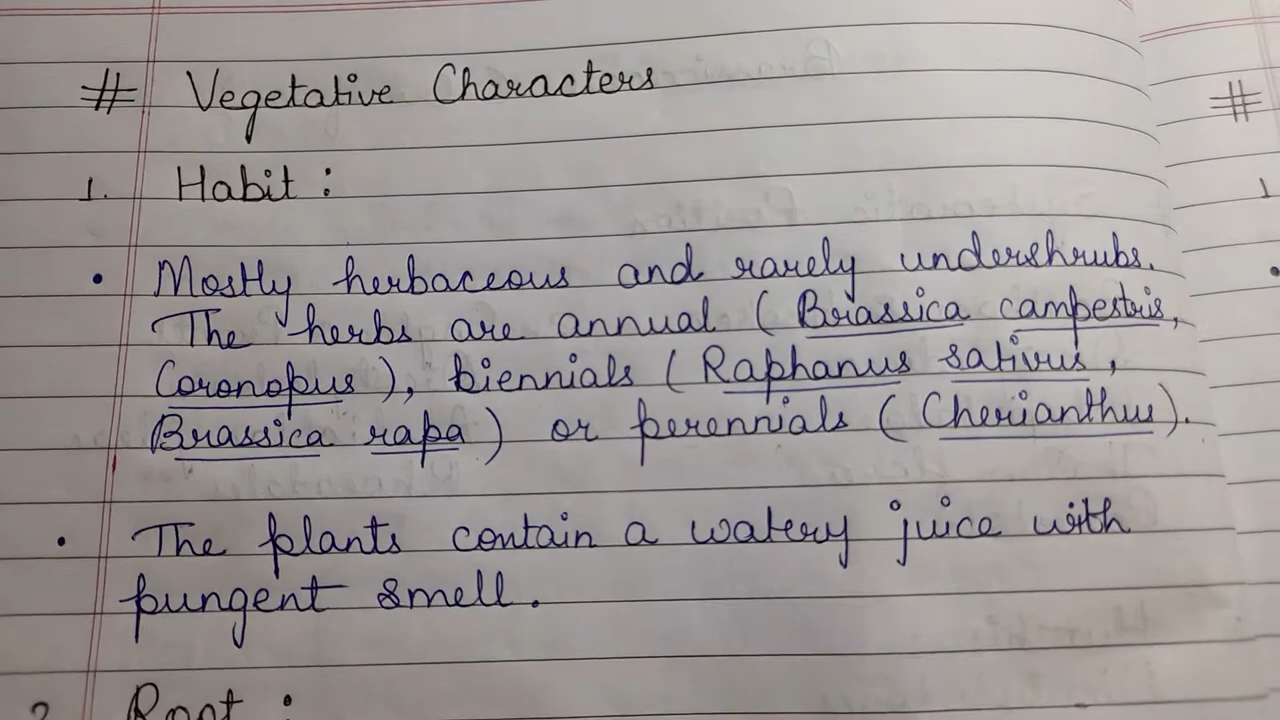 # Vegetative Characters
1. Habit :
• Mostly herbaceous and rarely undershrubs.
The herbs are annual (Brassica campestris,
Coronopus), biennials (Raphanus sativus,
Brassica rapa) or perennials (Cherianthus).
• The plants contain a watery juice with
pungent smell.
2. Root :
#
1